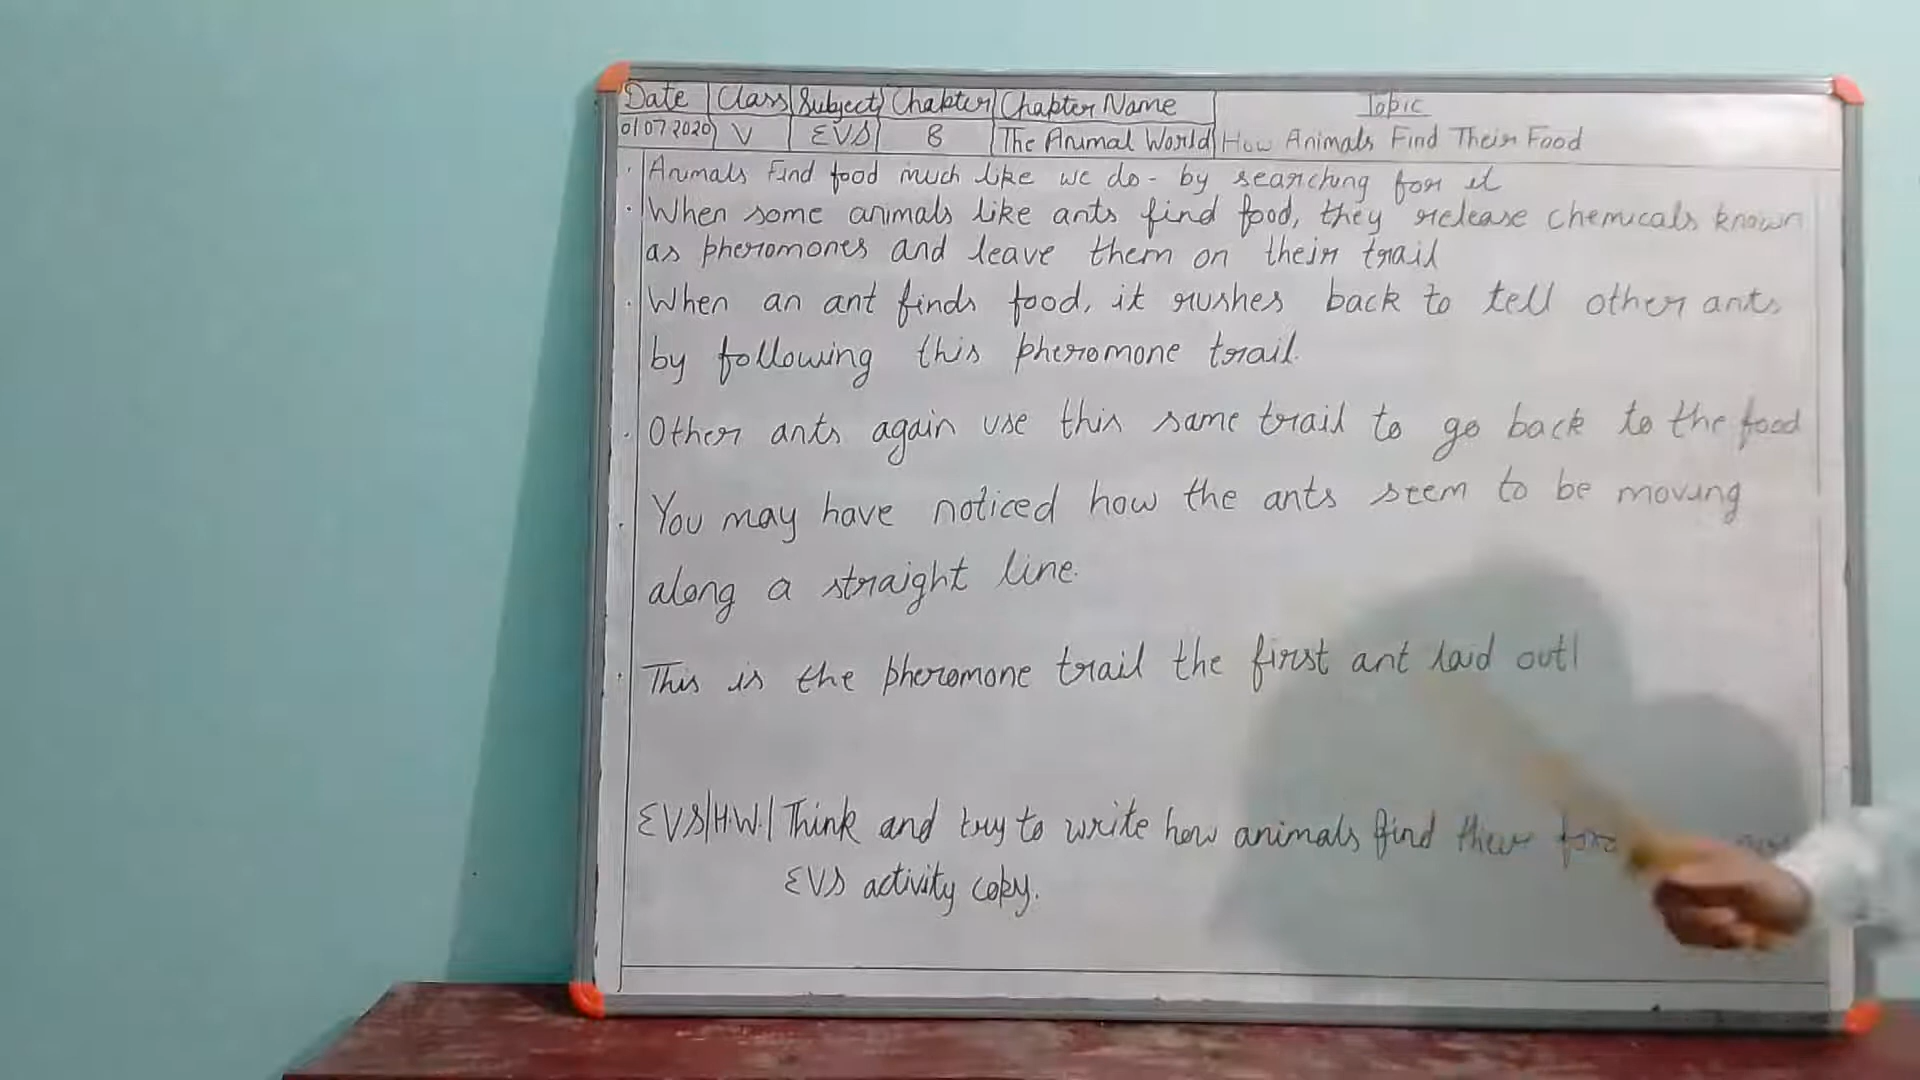 Date Class Subject Chapter Chapter Name Topic
01.07.2020 V EVS 8 The Animal World How Animals Find Their Food
· Animals Find food much like we do - by searching for it
· When some animals like ants find food, they release chemicals known
as pheromones and leave them on their trail
· When an ant finds food, it rushes back to tell other ants
by following this pheromone trail.
· Other ants again use this same trail to go back to the food
· You may have noticed how the ants seem to be moving
along a straight line.
· This is the pheromone trail the first ant laid out!
EVS|H.W.| Think and try to write how animals find their
EVS activity copy.